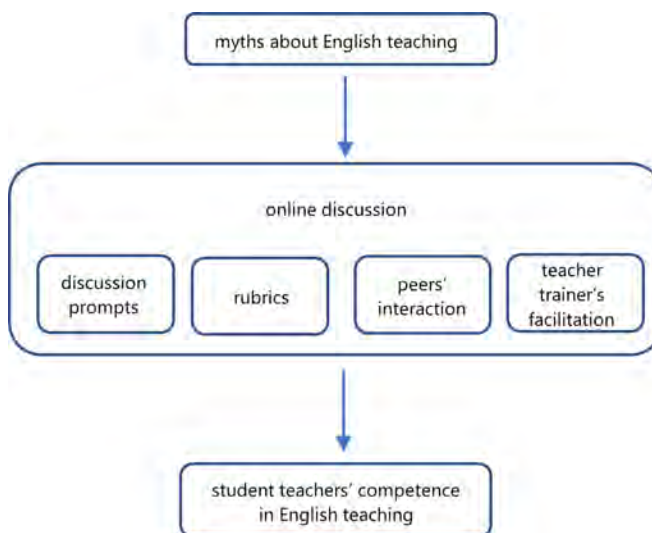 myths about English teaching
online discussion
discussion
prompts
rubrics
peers'
interaction
teacher
trainer's
facilitation
student teachers' competence
in English teaching